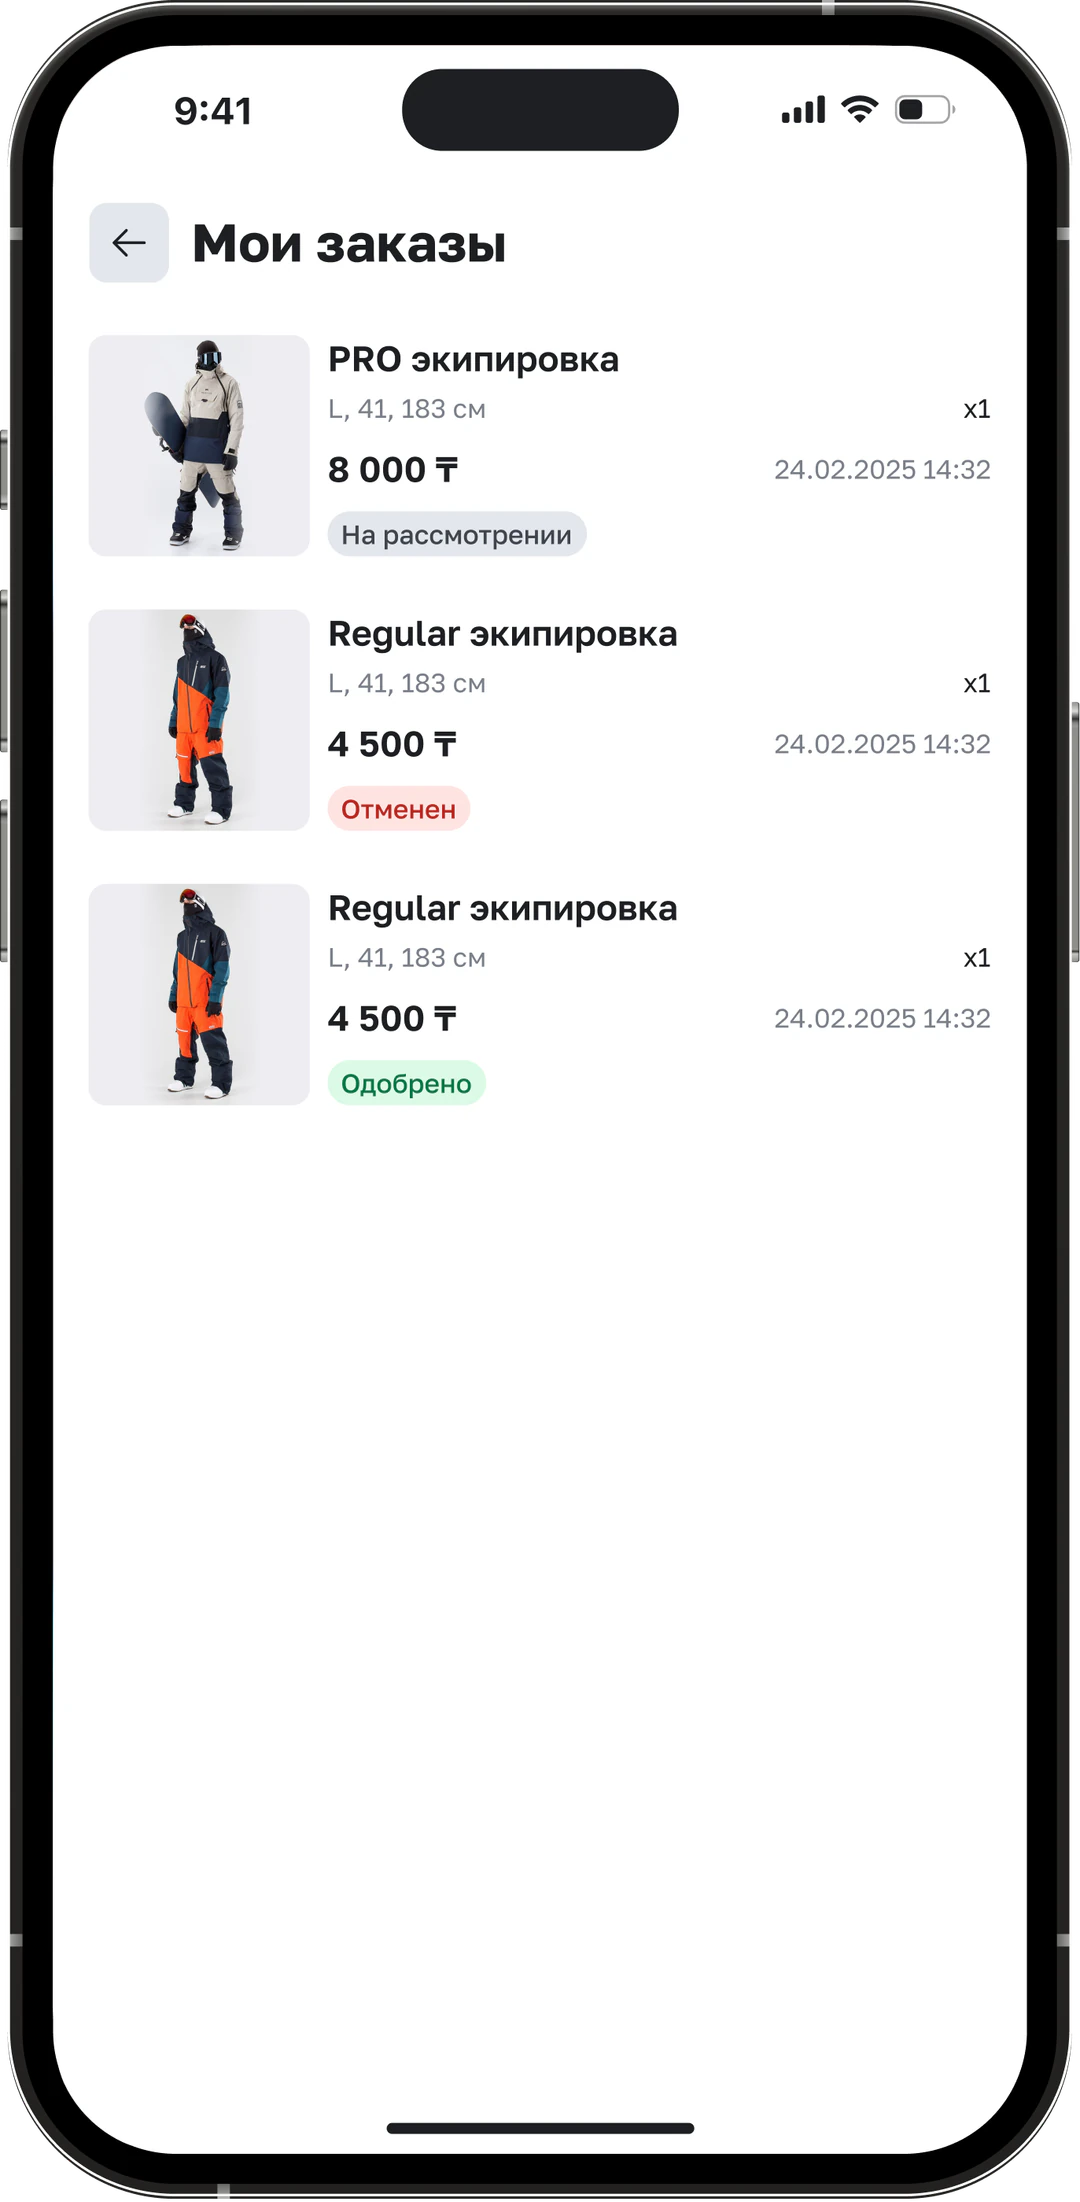 9:41
Мои заказы
PRO экипировка
L, 41, 183 см x1
8 000 ₸ 24.02.2025 14:32
На рассмотрении
Regular экипировка
L, 41, 183 см x1
4 500 ₸ 24.02.2025 14:32
Отменен
Regular экипировка
L, 41, 183 см x1
4 500 ₸ 24.02.2025 14:32
Одобрено